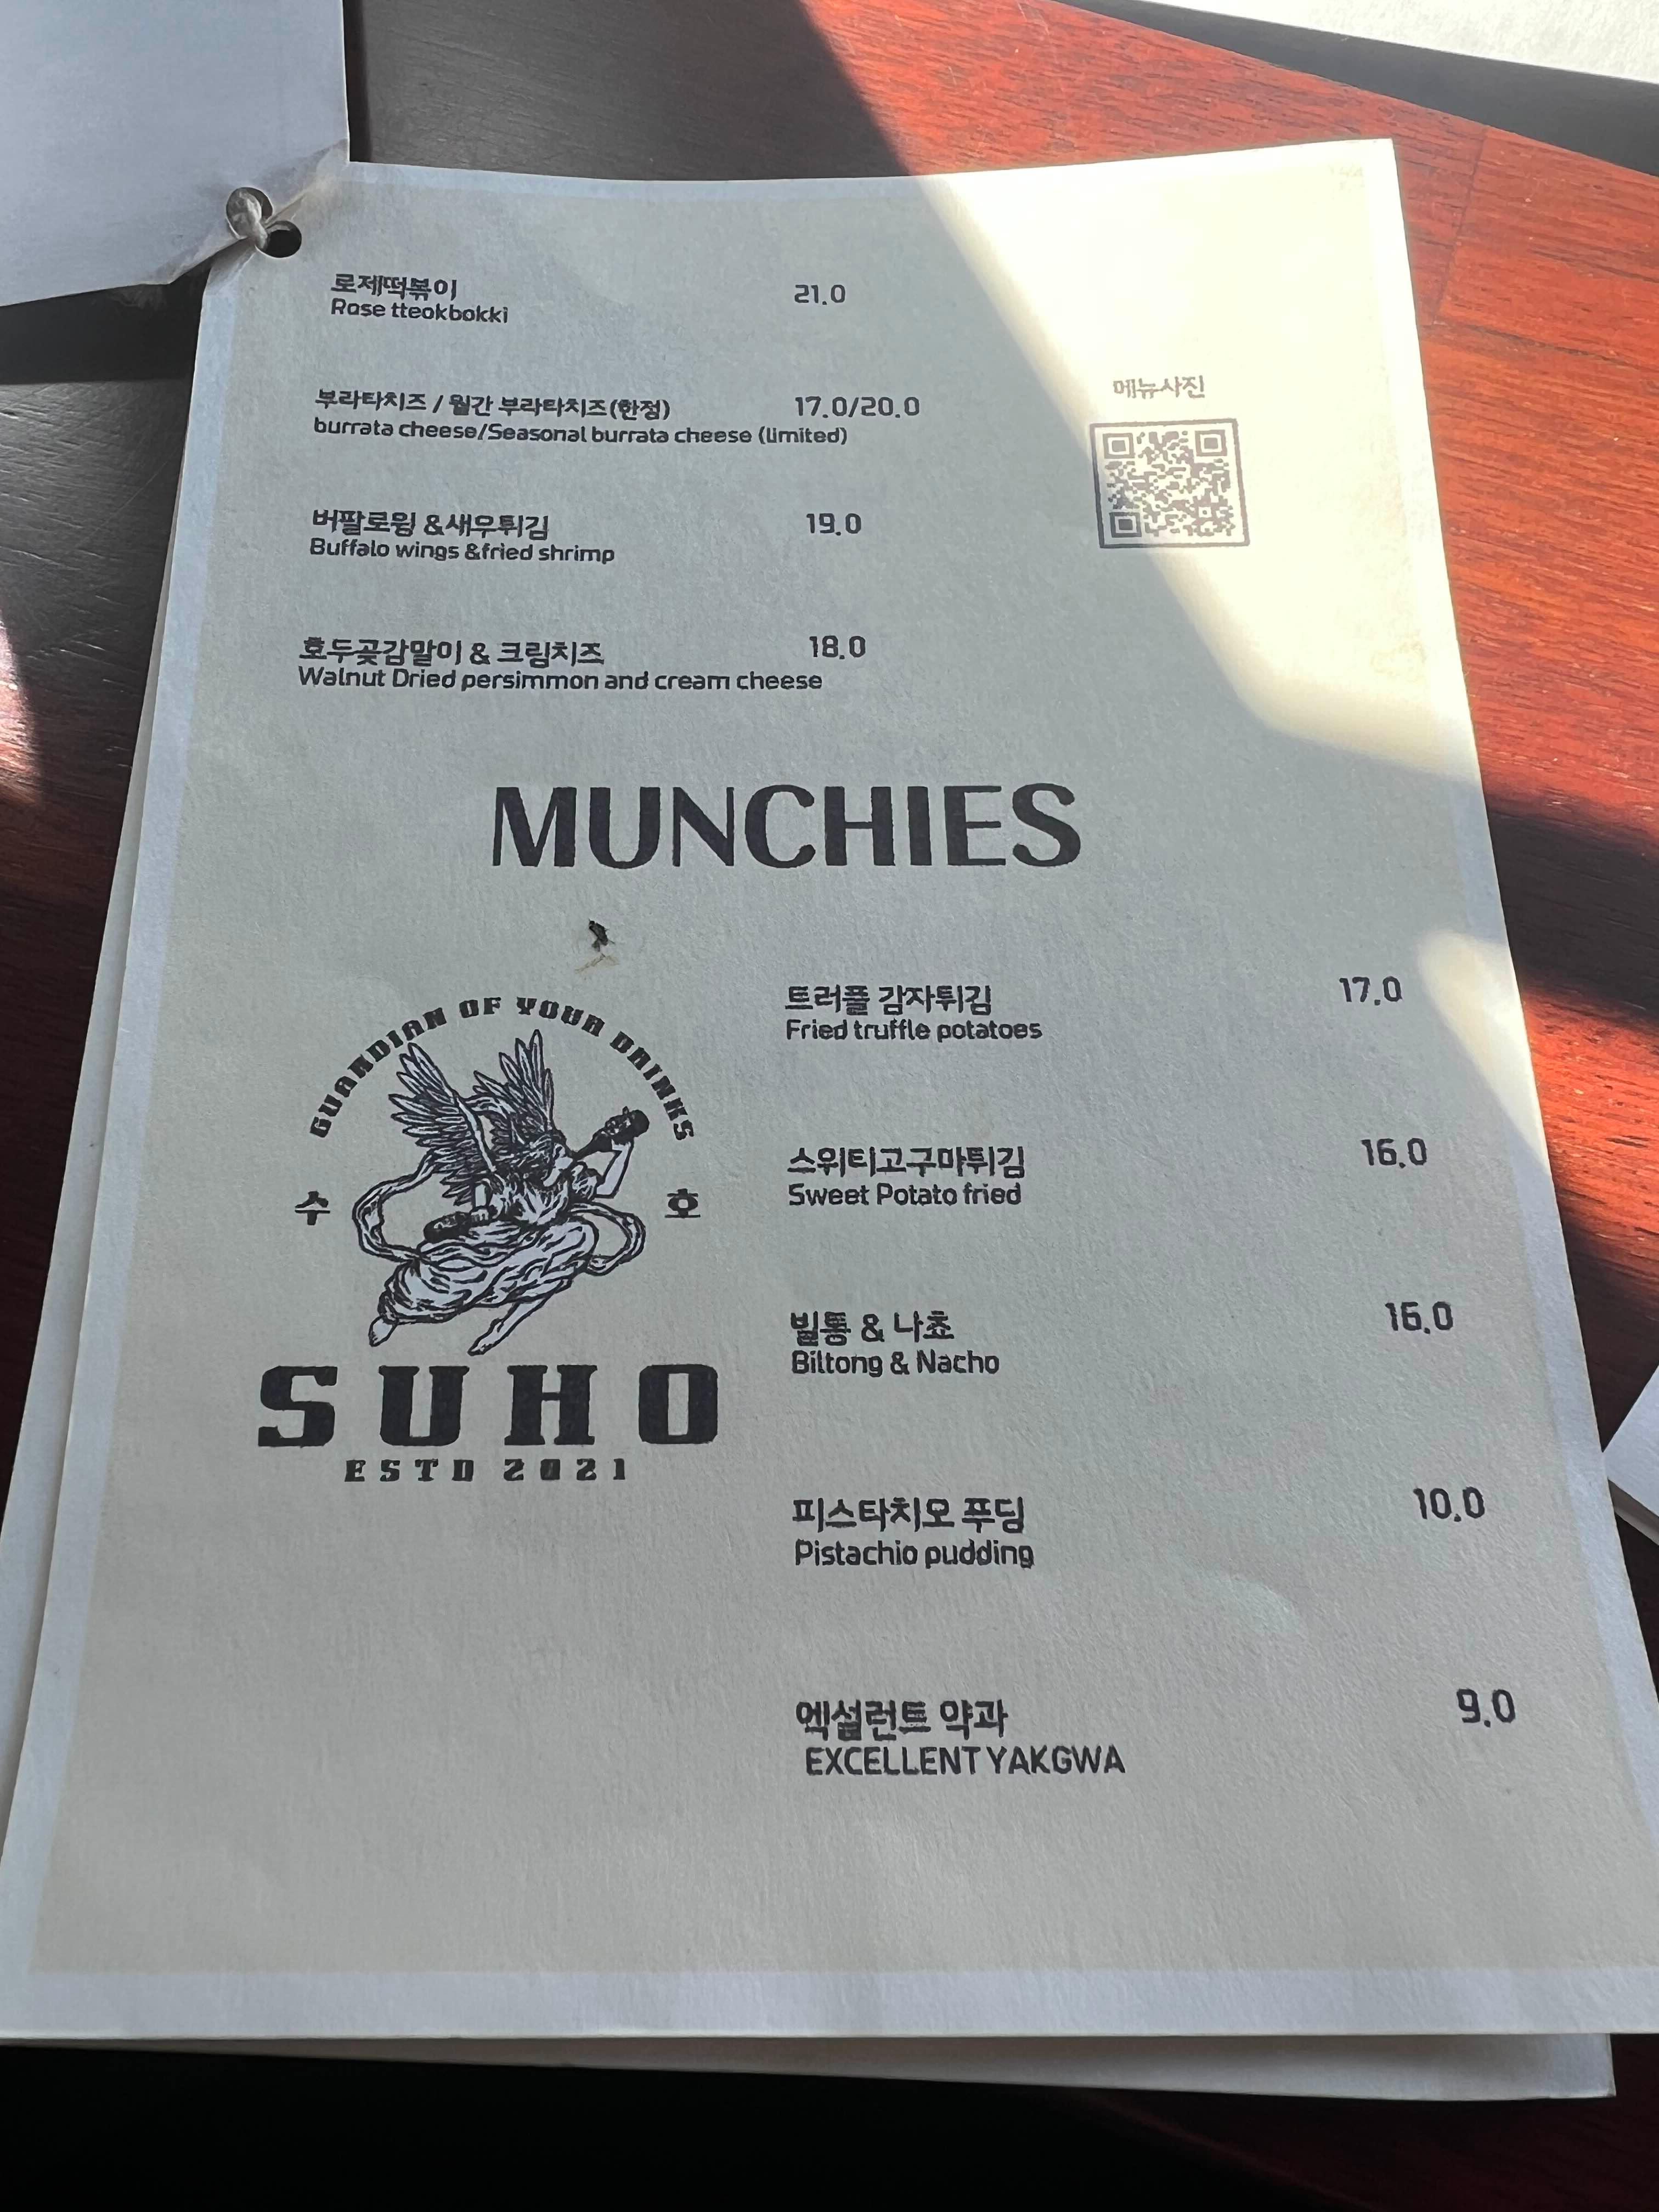 로제떡볶이 21.0
Rose tteokbokki
부라타치즈 / 월간 부라타치즈(한정) 17.0/20.0
burrata cheese/Seasonal burrata cheese (limited)
메뉴사진
버팔로윙 &새우튀김 19.0
Buffalo wings &fried shrimp
호두곶감말이 & 크림치즈 18.0
Walnut Dried persimmon and cream cheese
MUNCHIES
GUARDIAN OF YOUR DRINKS
수 호
SUHO
ESTD 2021
트러플 감자튀김 17.0
Fried truffle potatoes
스위티고구마튀김 16.0
Sweet Potato fried
빌통 & 나쵸 16.0
Biltong & Nacho
피스타치오 푸딩 10.0
Pistachio pudding
엑설런트 약과 9.0
EXCELLENT YAKGWA